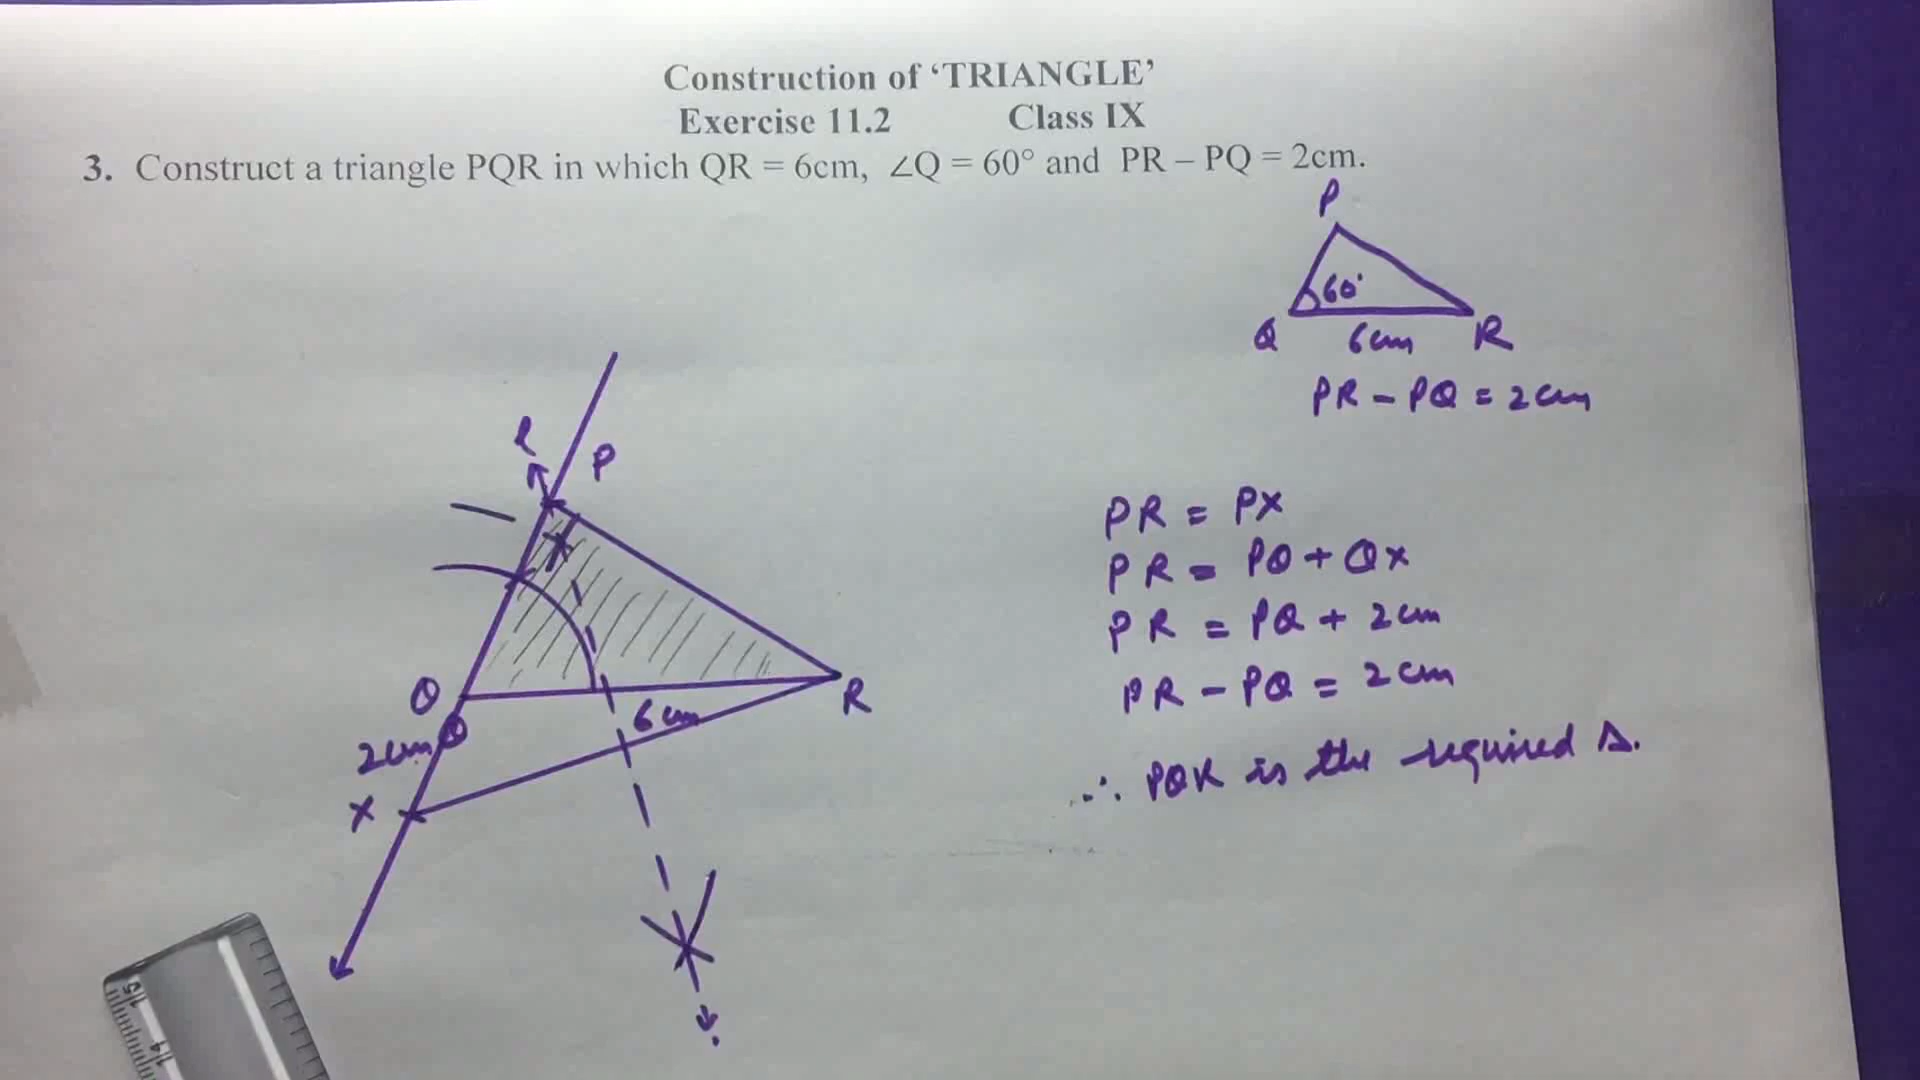 Construction of ‘TRIANGLE’
Exercise 11.2 Class IX
3. Construct a triangle PQR in which QR = 6cm, ∠Q = 60° and PR – PQ = 2cm.
P
60°
Q 6cm R
PR - PQ = 2cm
l
P
Q
6cm
R
2cm
X
PR = PX
PR = PQ + QX
PR = PQ + 2cm
PR - PQ = 2cm
∴ PQR is the required Δ.
15
14